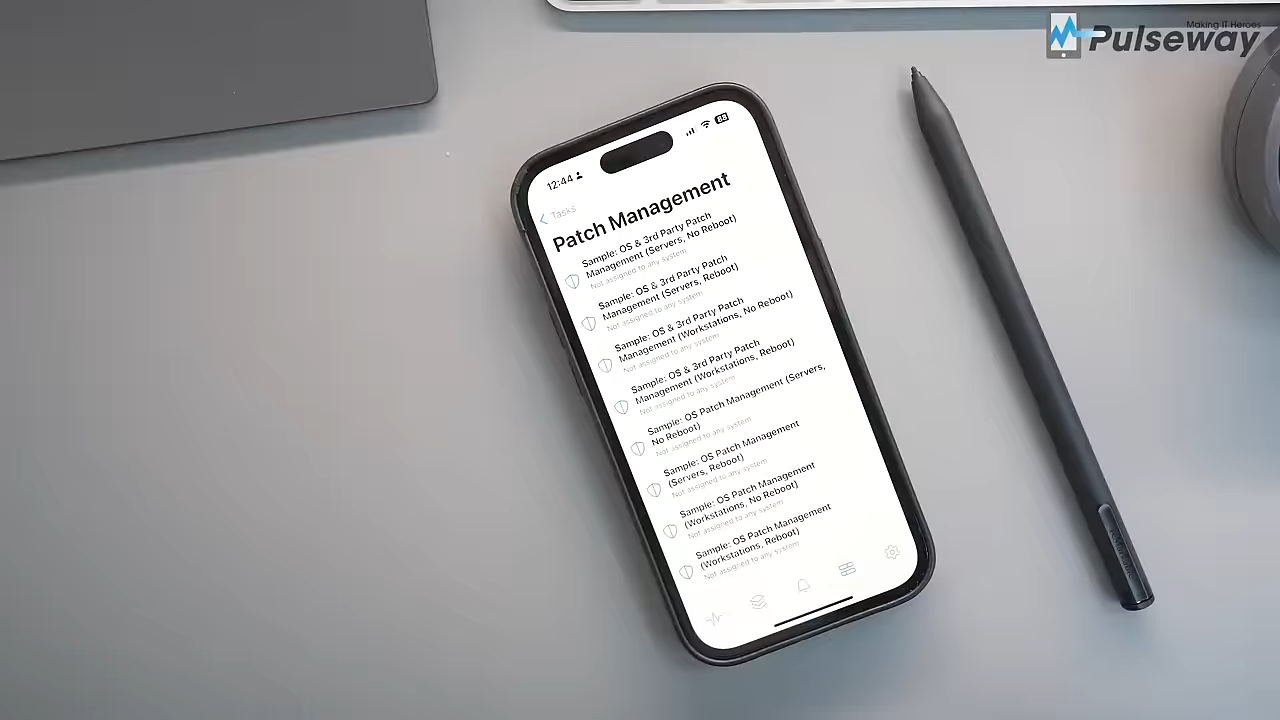 Making IT Heroes
Pulseway
12:44
88
Tasks
Patch Management
Sample: OS & 3rd Party Patch
Management (Servers, No Reboot)
Not assigned to any system
Sample: OS & 3rd Party Patch
Management (Servers, Reboot)
Not assigned to any system
Sample: OS & 3rd Party Patch
Management (Workstations, No Reboot)
Not assigned to any system
Sample: OS & 3rd Party Patch
Management (Workstations, Reboot)
Not assigned to any system
Sample: OS Patch Management (Servers,
No Reboot)
Not assigned to any system
Sample: OS Patch Management
(Servers, Reboot)
Not assigned to any system
Sample: OS Patch Management
(Workstations, No Reboot)
Not assigned to any system
Sample: OS Patch Management
(Workstations, Reboot)
Not assigned to any system